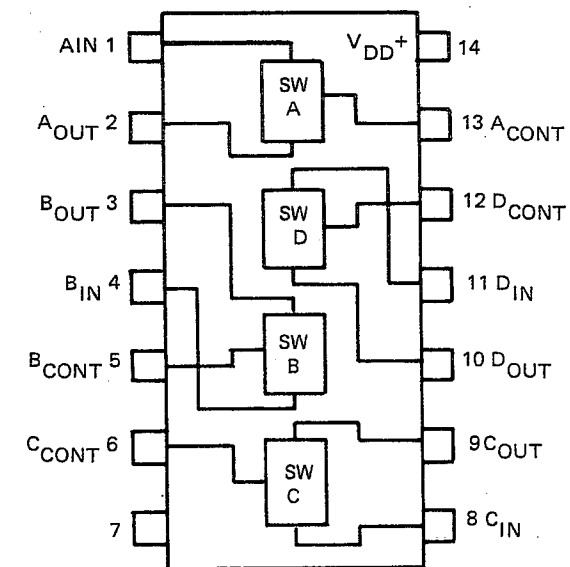 AIN 1
VDD+ 14
SW A
AOUT 2
13 ACONT
BOUT 3
SW D
12 DCONT
BIN 4
11 DIN
SW B
BCONT 5
10 DOUT
CCONT 6
9 COUT
SW C
7
8 CIN